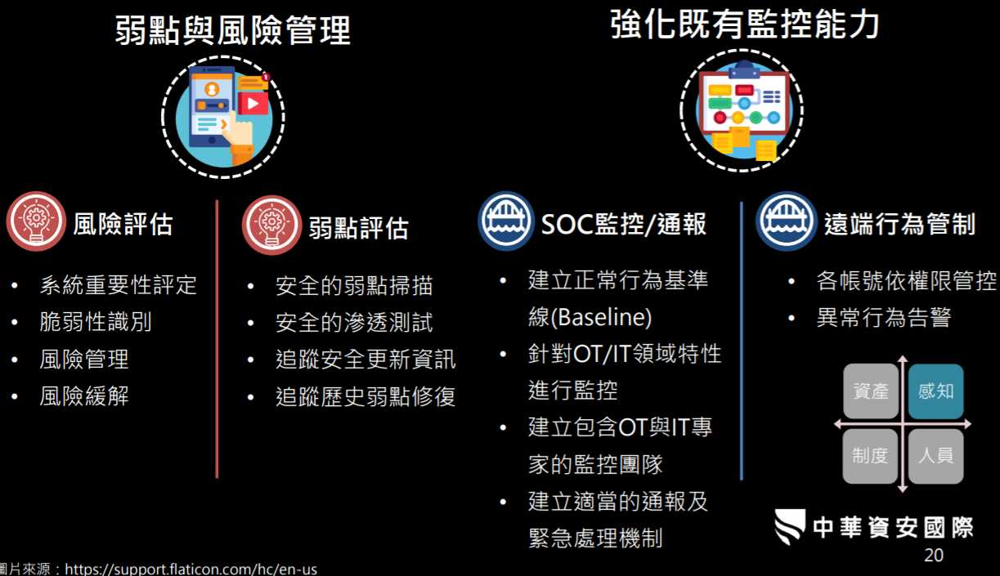 弱點與風險管理
強化既有監控能力
1
風險評估
• 系統重要性評定
• 脆弱性識別
• 風險管理
• 風險緩解
弱點評估
• 安全的弱點掃描
• 安全的滲透測試
• 追蹤安全更新資訊
• 追蹤歷史弱點修復
SOC監控/通報
• 建立正常行為基準
線(Baseline)
• 針對OT/IT領域特性
進行監控
• 建立包含OT與IT專
家的監控團隊
• 建立適當的通報及
緊急處理機制
遠端行為管制
• 各帳號依權限管控
• 異常行為告警
資產
感知
制度
人員
中華資安國際
20
圖片來源：https://support.flaticon.com/hc/en-us